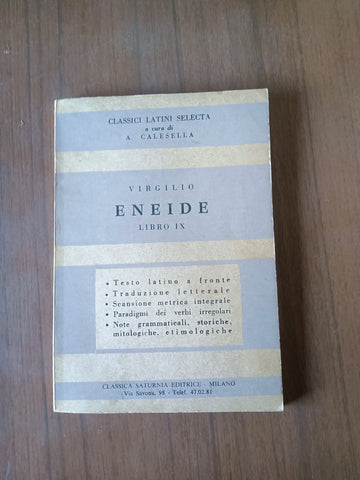 CLASSICI LATINI SELECTA
a cura di
A. CALESELLA
VIRGILIO
ENEIDE
LIBRO IX
• Testo latino a fronte
• Traduzione letterale
• Scansione metrica integrale
• Paradigmi dei verbi irregolari
• Note grammaticali, storiche,
mitologiche, etimologiche
CLASSICA SATURNIA EDITRICE - MILANO
Via Savona, 98 - Telef. 47.02.81